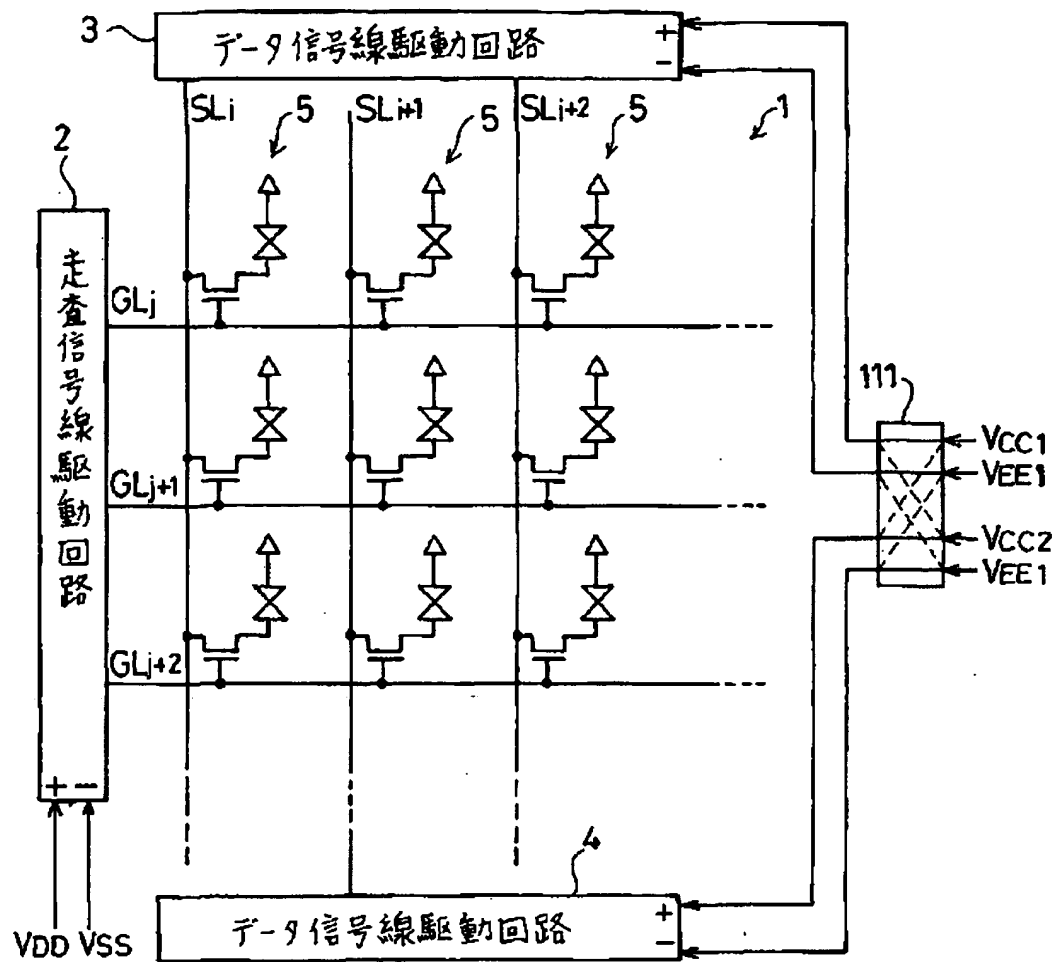 3
データ信号線駆動回路
+
-
SLi
5
SLi+1
5
SLi+2
5
1
2
走査信号線駆動回路
GLj
111
VCC1
VEE1
GLj+1
VCC2
VEE1
GLj+2
+ -
4
データ信号線駆動回路
+
-
VDD VSS